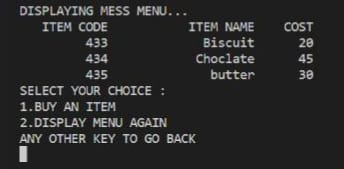 DISPLAYING MESS MENU...
ITEM CODE ITEM NAME COST
433 Biscuit 20
434 Choclate 45
435 butter 30
SELECT YOUR CHOICE :
1.BUY AN ITEM
2.DISPLAY MENU AGAIN
ANY OTHER KEY TO GO BACK